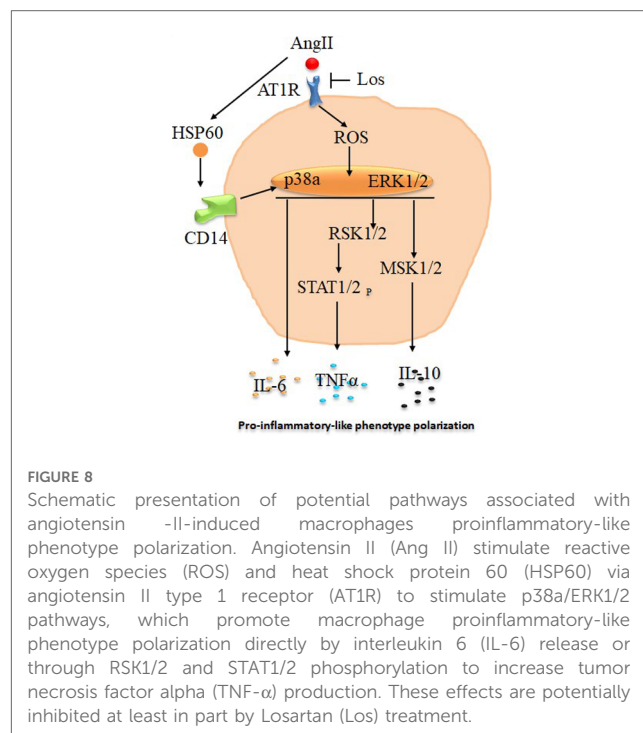 AngII
AT1R
Los
HSP60
ROS
p38a
ERK1/2
CD14
RSK1/2
MSK1/2
STAT1/2 P
IL-6
TNFα
IL-10
Pro-inflammatory-like phenotype polarization
FIGURE 8
Schematic presentation of potential pathways associated with
angiotensin -II-induced macrophages proinflammatory-like
phenotype polarization. Angiotensin II (Ang II) stimulate reactive
oxygen species (ROS) and heat shock protein 60 (HSP60) via
angiotensin II type 1 receptor (AT1R) to stimulate p38a/ERK1/2
pathways, which promote macrophage proinflammatory-like
phenotype polarization directly by interleukin 6 (IL-6) release or
through RSK1/2 and STAT1/2 phosphorylation to increase tumor
necrosis factor alpha (TNF-α) production. These effects are potentially
inhibited at least in part by Losartan (Los) treatment.